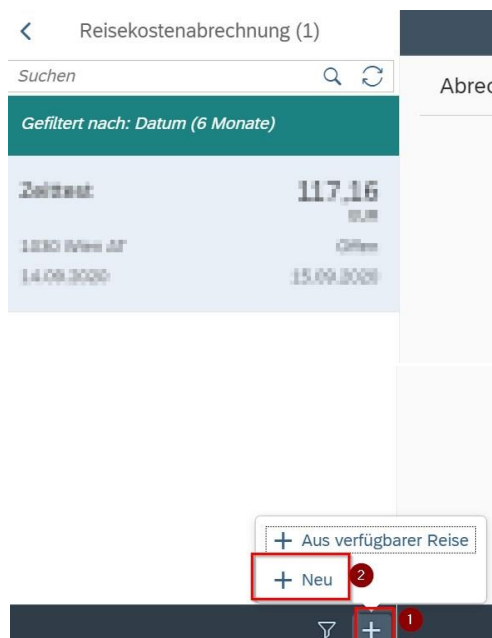 Reisekostenabrechnung (1)
Suchen
Abrec
Gefiltert nach: Datum (6 Monate)
Zeittest 117,16
EUR
1030 Wien AT Offen
14.09.2020 15.09.2020
Aus verfügbarer Reise
Neu 2
1